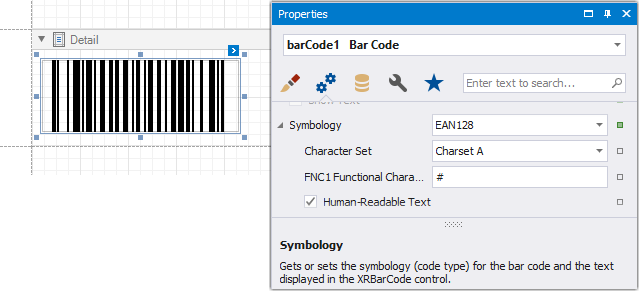 Detail
Properties
barCode1 Bar Code
Enter text to search...
Show Text
Symbology
EAN128
Character Set
Charset A
FNC1 Functional Chara...
#
Human-Readable Text
Symbology
Gets or sets the symbology (code type) for the bar code and the text
displayed in the XRBarCode control.